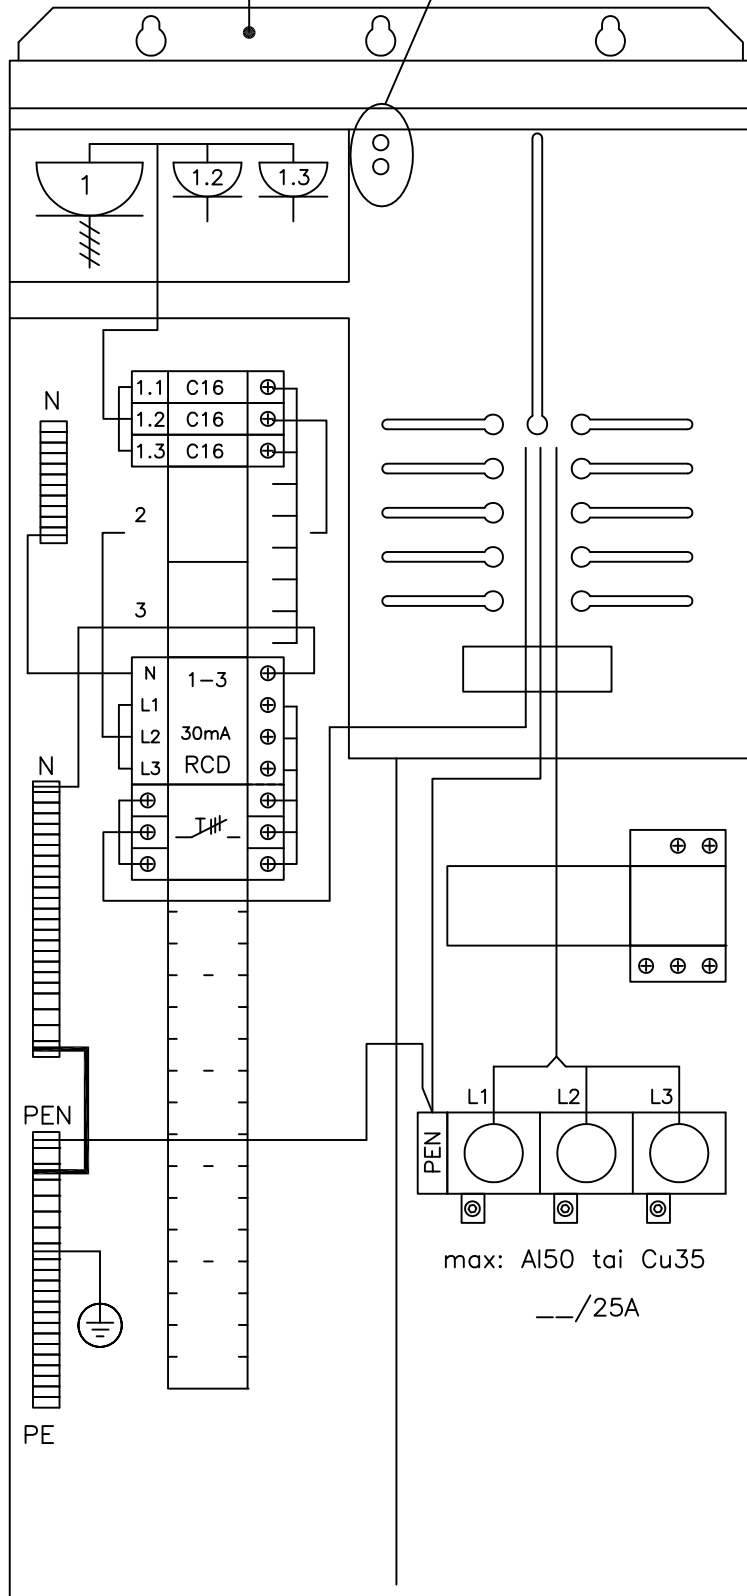 1
1.2
1.3
N
1.1 C16
1.2 C16
1.3 C16
2
3
N 1-3
L1
L2 30mA
L3 RCD
N
T
PEN
L1 L2 L3
PEN
max: Al50 tai Cu35
__/25A
PE